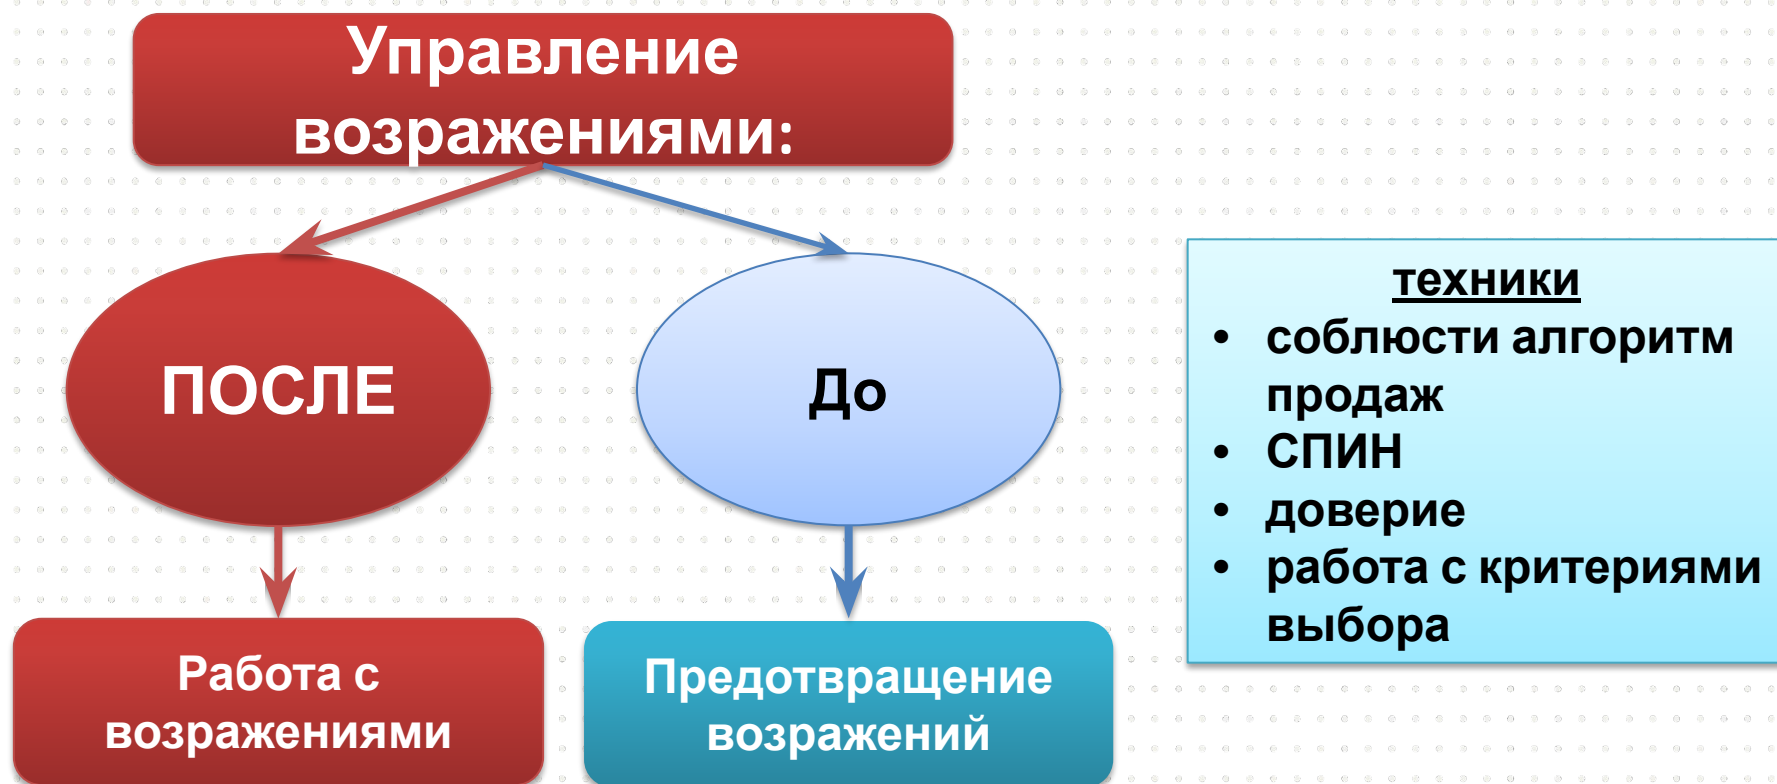 Управление
возражениями:
ПОСЛЕ
До
Работа с
возражениями
Предотвращение
возражений
техники
• соблюсти алгоритм
продаж
• СПИН
• доверие
• работа с критериями
выбора